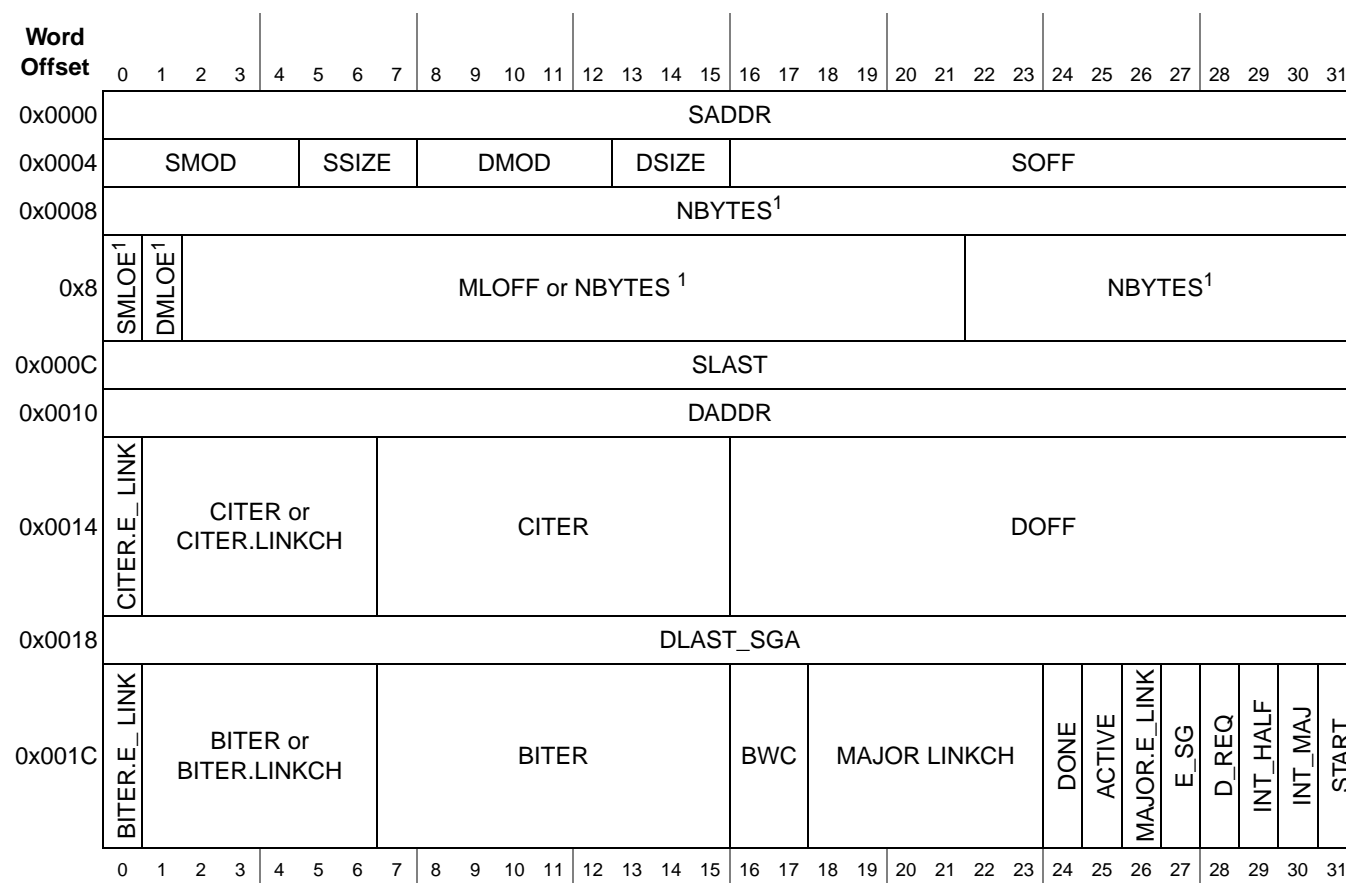 Word
Offset 0 1 2 3 4 5 6 7 8 9 10 11 12 13 14 15 16 17 18 19 20 21 22 23 24 25 26 27 28 29 30 31
0x0000 SADDR
0x0004 SMOD SSIZE DMOD DSIZE SOFF
0x0008 NBYTES¹
0x8 SMLOE¹ DMLOE¹ MLOFF or NBYTES ¹ NBYTES¹
0x000C SLAST
0x0010 DADDR
0x0014 CITER.E_ LINK CITER or
CITER.LINKCH CITER DOFF
0x0018 DLAST_SGA
0x001C BITER.E_ LINK BITER or
BITER.LINKCH BITER BWC MAJOR LINKCH DONE ACTIVE MAJOR.E_LINK E_SG D_REQ INT_HALF INT_MAJ START
0 1 2 3 4 5 6 7 8 9 10 11 12 13 14 15 16 17 18 19 20 21 22 23 24 25 26 27 28 29 30 31